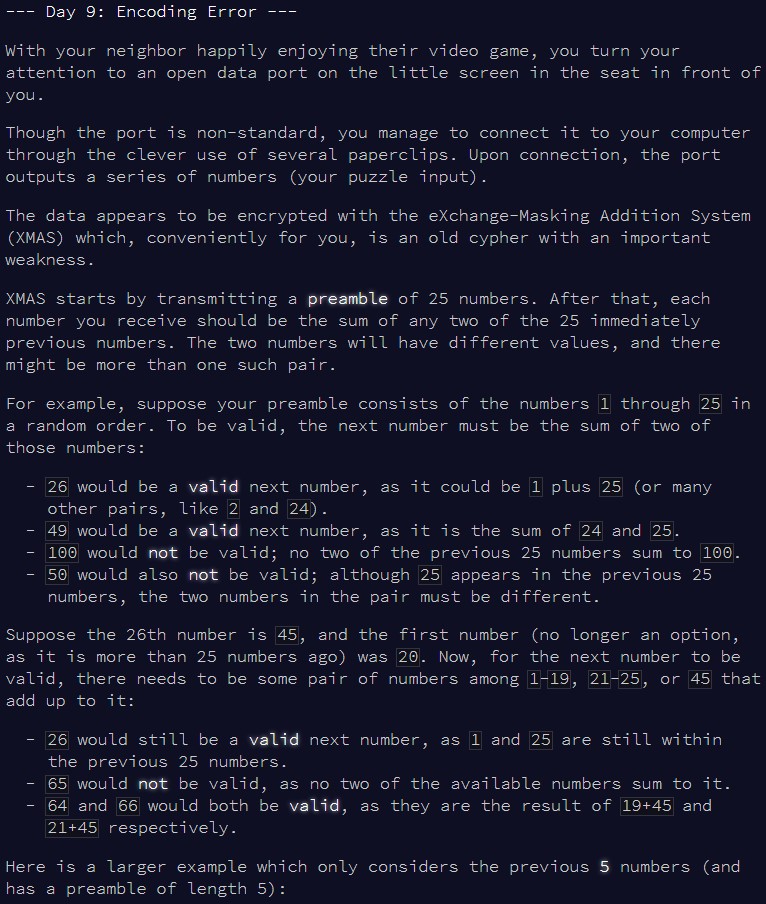 --- Day 9: Encoding Error ---
With your neighbor happily enjoying their video game, you turn your
attention to an open data port on the little screen in the seat in front of
you.
Though the port is non-standard, you manage to connect it to your computer
through the clever use of several paperclips. Upon connection, the port
outputs a series of numbers (your puzzle input).
The data appears to be encrypted with the eXchange-Masking Addition System
(XMAS) which, conveniently for you, is an old cypher with an important
weakness.
XMAS starts by transmitting a preamble of 25 numbers. After that, each
number you receive should be the sum of any two of the 25 immediately
previous numbers. The two numbers will have different values, and there
might be more than one such pair.
For example, suppose your preamble consists of the numbers 1 through 25 in
a random order. To be valid, the next number must be the sum of two of
those numbers:
- 26 would be a valid next number, as it could be 1 plus 25 (or many
other pairs, like 2 and 24).
- 49 would be a valid next number, as it is the sum of 24 and 25.
- 100 would not be valid; no two of the previous 25 numbers sum to 100.
- 50 would also not be valid; although 25 appears in the previous 25
numbers, the two numbers in the pair must be different.
Suppose the 26th number is 45, and the first number (no longer an option,
as it is more than 25 numbers ago) was 20. Now, for the next number to be
valid, there needs to be some pair of numbers among 1-19, 21-25, or 45 that
add up to it:
- 26 would still be a valid next number, as 1 and 25 are still within
the previous 25 numbers.
- 65 would not be valid, as no two of the available numbers sum to it.
- 64 and 66 would both be valid, as they are the result of 19+45 and
21+45 respectively.
Here is a larger example which only considers the previous 5 numbers (and
has a preamble of length 5):